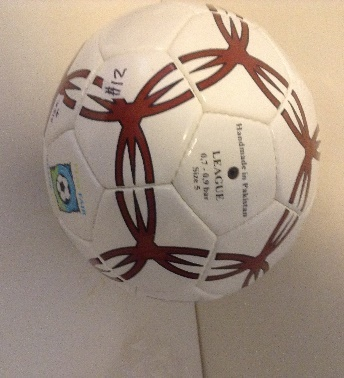 #12
Handmade in Pakistan
LEAGUE
0,7 - 0,9 bar
Size 5